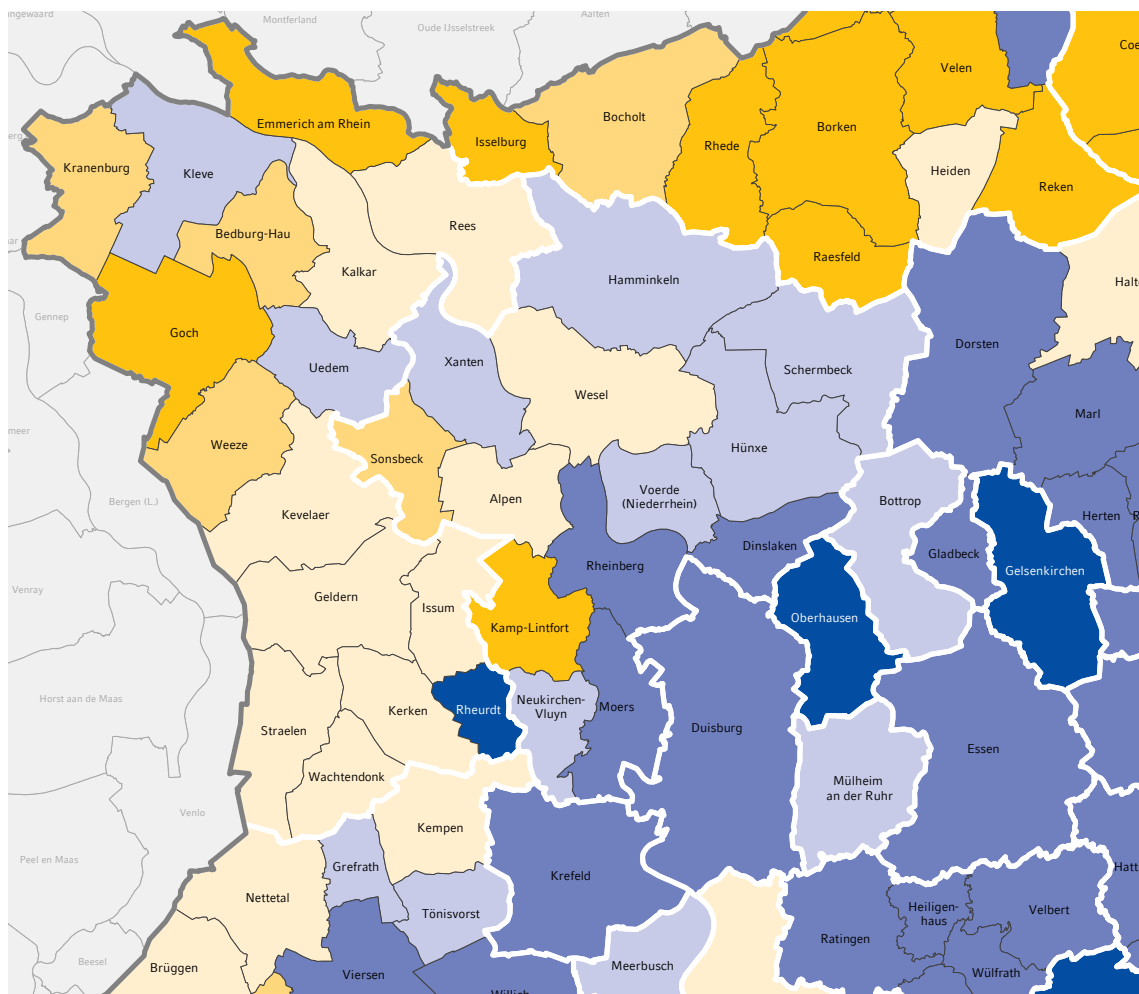 Montferland
Oude IJsselstreek
Aalten
Coe
Velen
Emmerich am Rhein
Bocholt
Borken
Isselburg
Rhede
Kranenburg
Kleve
Heiden
Reken
Rees
Bedburg-Hau
Raesfeld
Kalkar
Hamminkeln
Halte
Gennep
Goch
Dorsten
Uedem
Xanten
Schermbeck
Wesel
Marl
meer
Weeze
Sonsbeck
Hünxe
Voerde
(Niederrhein)
Alpen
Bottrop
Bergen (L.)
Kevelaer
Herten
R
Dinslaken
Gladbeck
Rheinberg
Gelsenkirchen
Venray
Geldern
Issum
Oberhausen
Kamp-Lintfort
Horst aan de Maas
Neukirchen-
Vluyn
Moers
Kerken
Rheurdt
Straelen
Duisburg
Essen
Wachtendonk
Mülheim
an der Ruhr
Venlo
Kempen
Peel en Maas
Grefrath
Krefeld
Hatt
Nettetal
Tönisvorst
Heiligen-
haus
Velbert
Ratingen
Beesel
Brüggen
Viersen
Meerbusch
Wülfrath
Willich